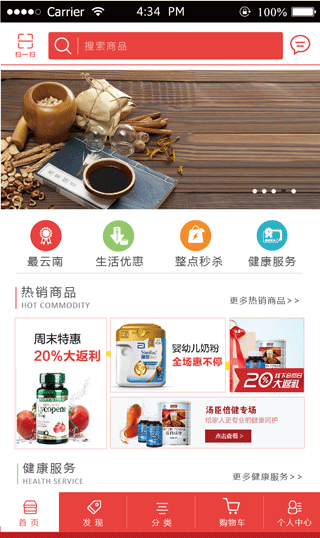 Carrier 4:34 PM 100%
扫一扫
搜索商品
最云南 生活优惠 整点秒杀 健康服务
热销商品
HOT COMMODITY
更多热销商品>>
周末特惠
20%大返利
Lycopene
婴幼儿奶粉
全场惠不停
20%大返利
汤臣倍健专场
给家人更专业的健康呵护
点击查看 >
健康服务
HEALTH SERVICE
更多健康服务>>
首 页 发 现 分 类 购物车 个人中心